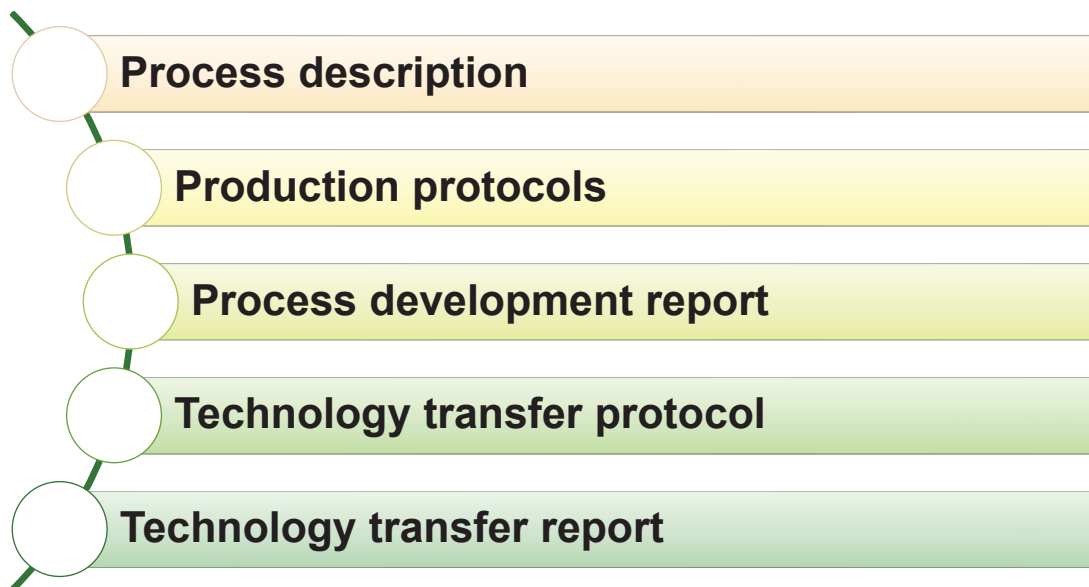 Process description
Production protocols
Process development report
Technology transfer protocol
Technology transfer report